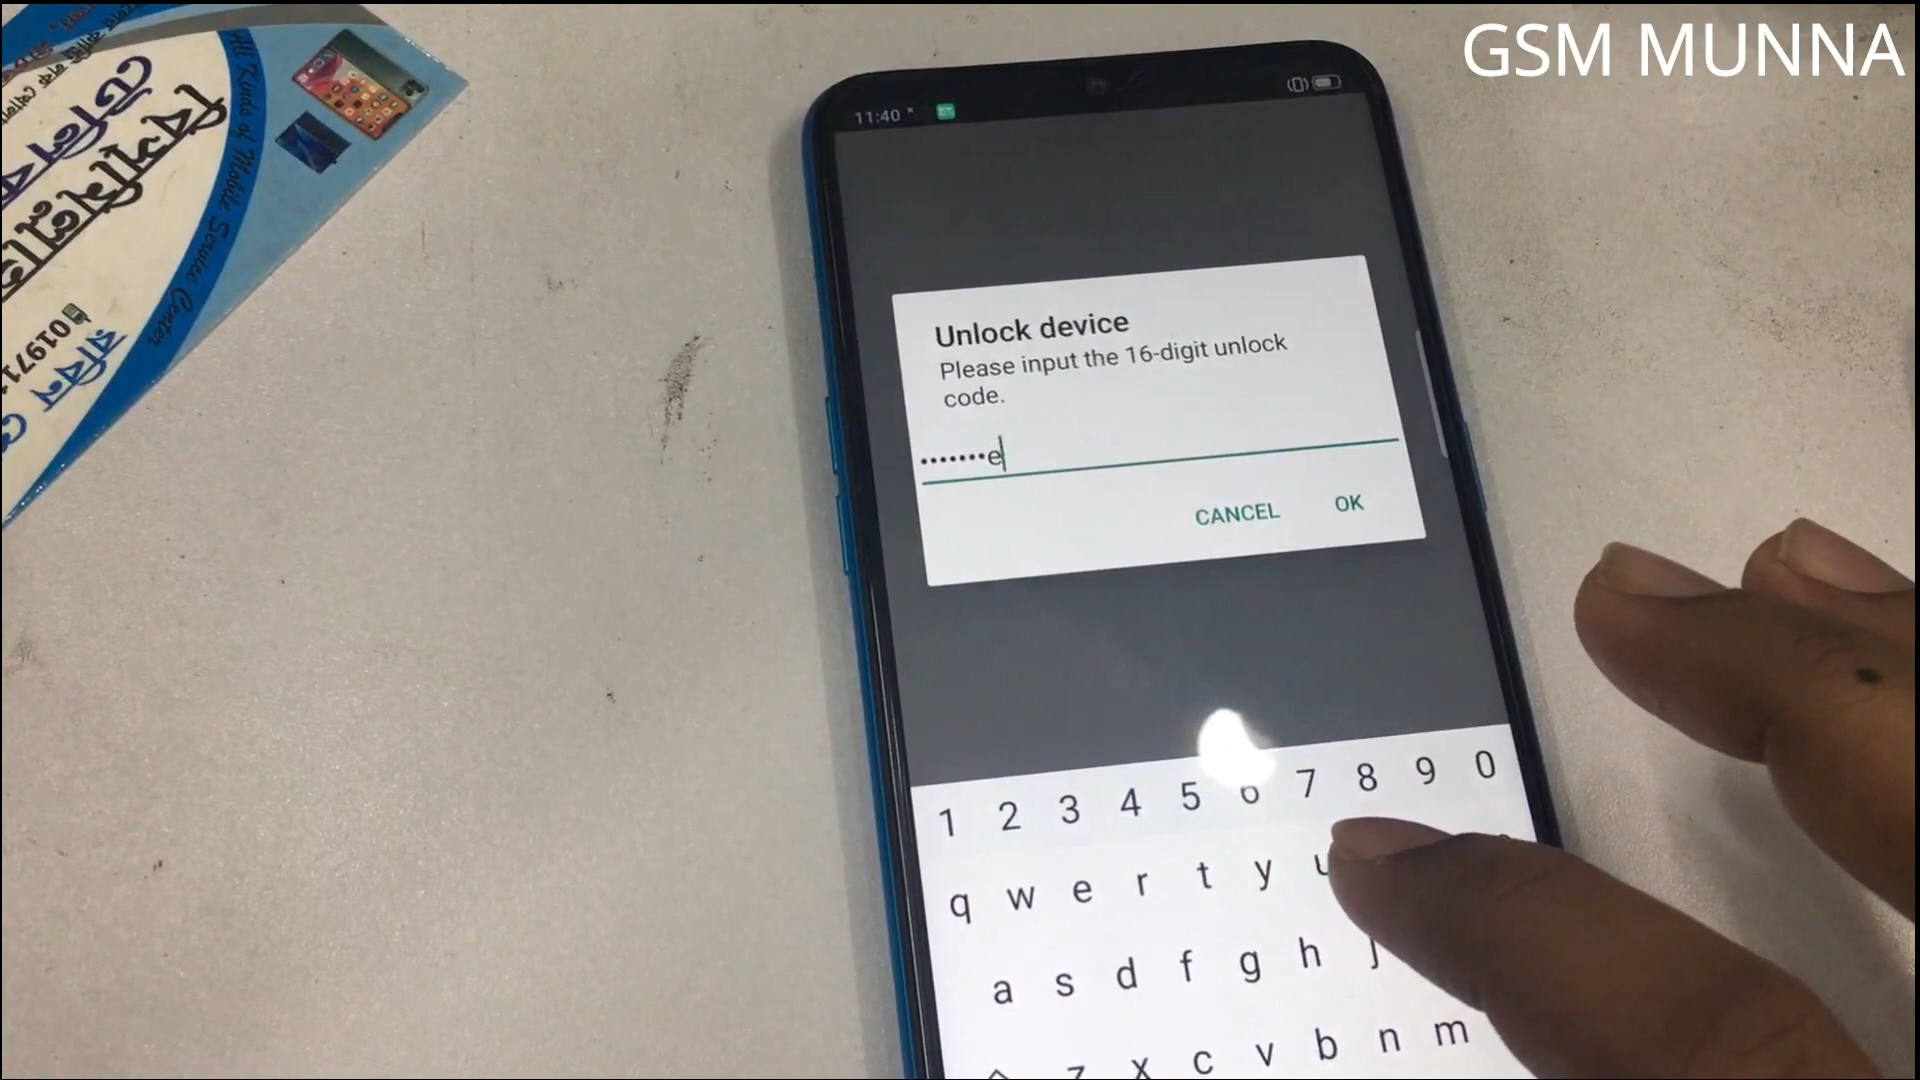 GSM MUNNA
All Kinds of Mobile Service Center
01971
11:40
Unlock device
Please input the 16-digit unlock
code.
•••••••e
CANCEL OK
1 2 3 4 5 6 7 8 9 0
q w e r t y u
a s d f g h j
z x c v b n m